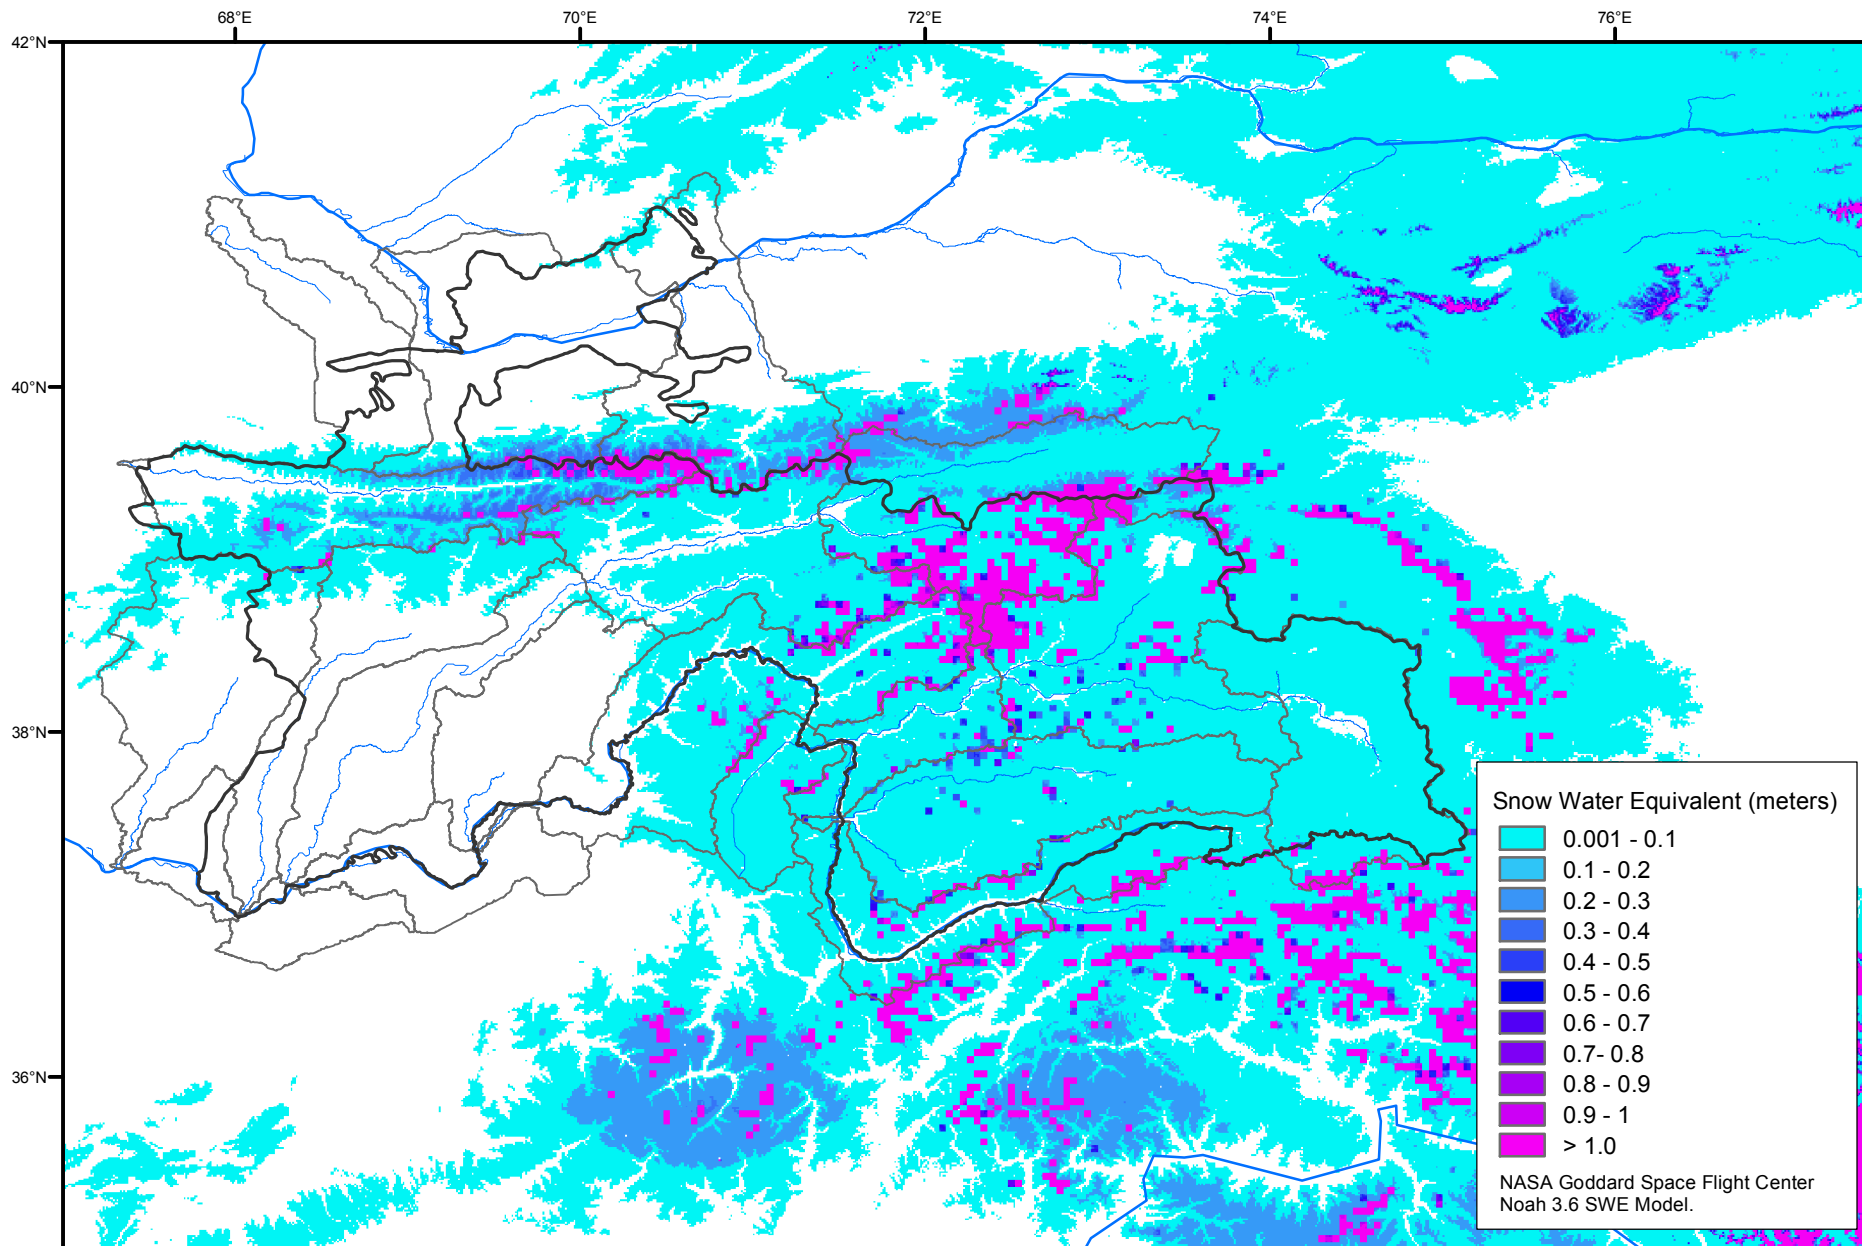 68°E
70°E
72°E
74°E
76°E
42°N
40°N
38°N
36°N
Snow Water Equivalent (meters)
0.001 - 0.1
0.1 - 0.2
0.2 - 0.3
0.3 - 0.4
0.4 - 0.5
0.5 - 0.6
0.6 - 0.7
0.7- 0.8
0.8 - 0.9
0.9 - 1
> 1.0
NASA Goddard Space Flight Center
Noah 3.6 SWE Model.